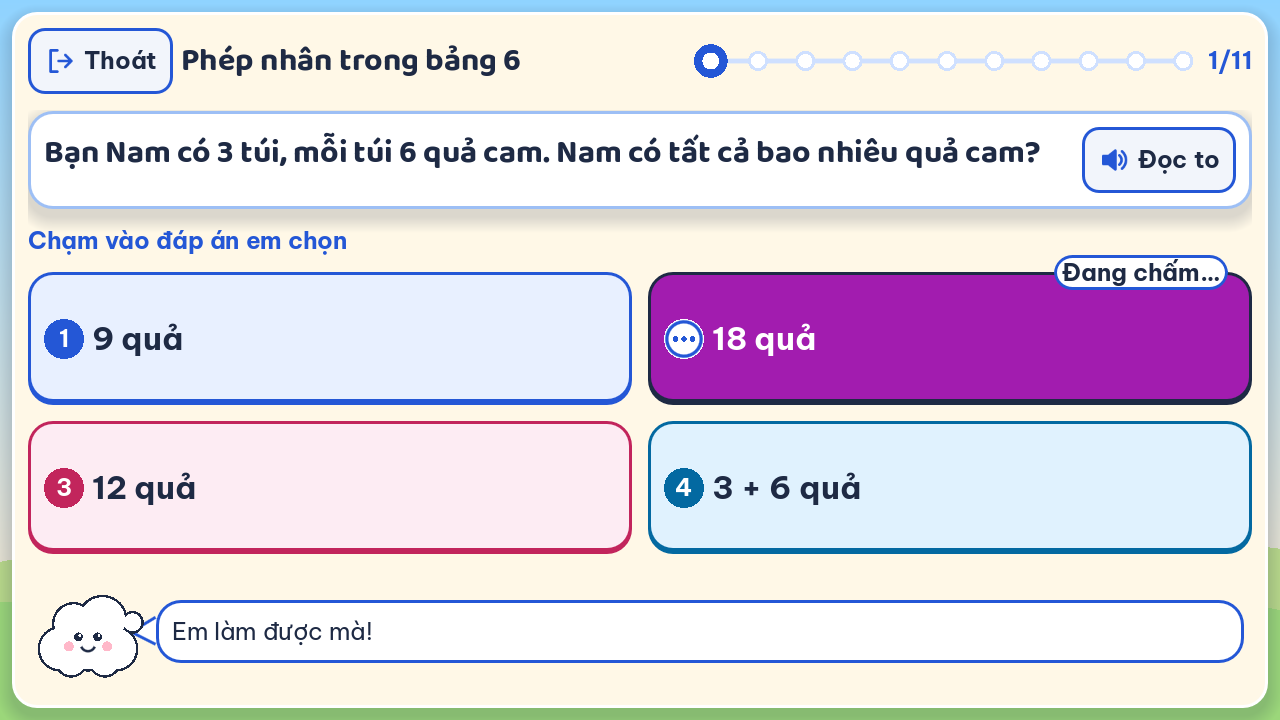 Thoát
Phép nhân trong bảng 6
1/11
Bạn Nam có 3 túi, mỗi túi 6 quả cam. Nam có tất cả bao nhiêu quả cam?
Đọc to
Chạm vào đáp án em chọn
1 9 quả
Đang chấm...
18 quả
3 12 quả
4 3 + 6 quả
Em làm được mà!